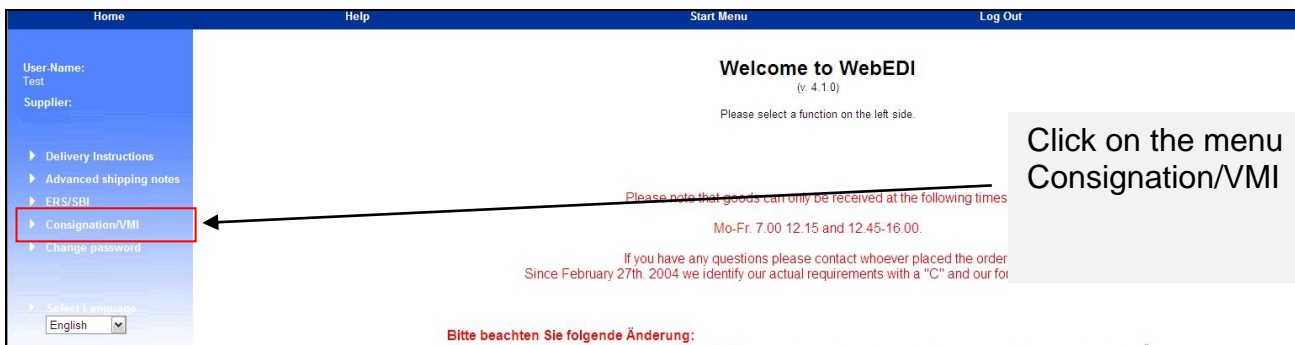 Home Help Start Menu Log Out
User-Name:
Test
Supplier:
Delivery Instructions
Advanced shipping notes
ERS/SBI
Consignation/VMI
Change password
Select Language
English
Welcome to WebEDI
(v. 4.1.0)
Please select a function on the left side.
Please note that goods can only be received at the following times
Mo-Fr. 7.00 12.15 and 12.45-16.00.
If you have any questions please contact whoever placed the order
Since February 27th. 2004 we identify our actual requirements with a "C" and our
Bitte beachten Sie folgende Änderung:
Click on the menu
Consignation/VMI